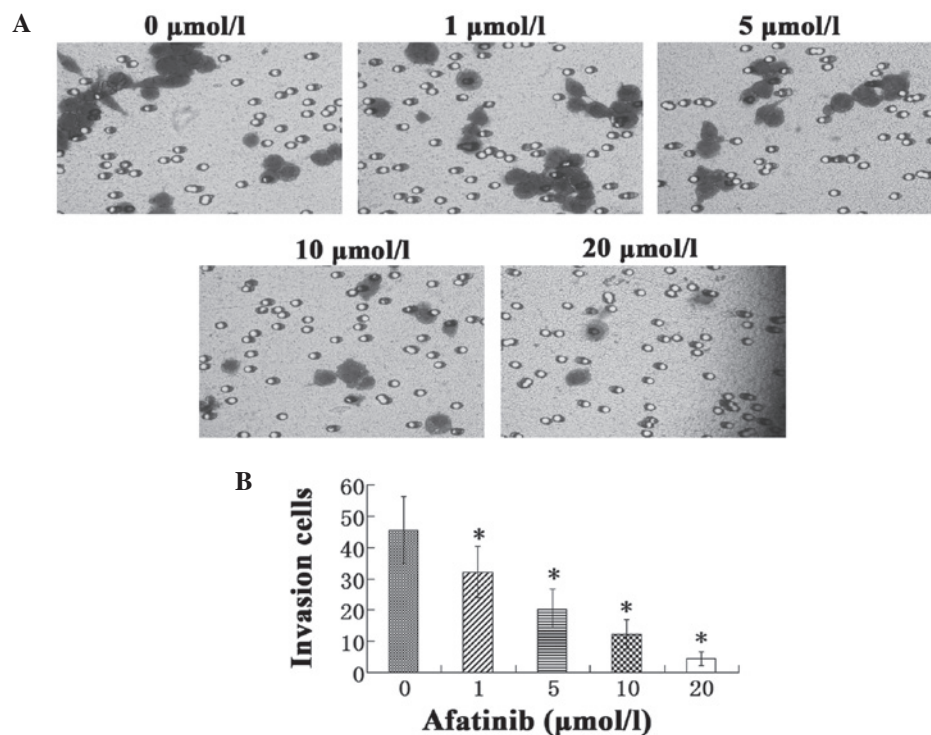 A
0 μmol/l
1 μmol/l
5 μmol/l
10 μmol/l
20 μmol/l
B
Invasion cells
60
50
40
30
20
10
0
*
*
*
*
0 1 5 10 20
Afatinib (μmol/l)